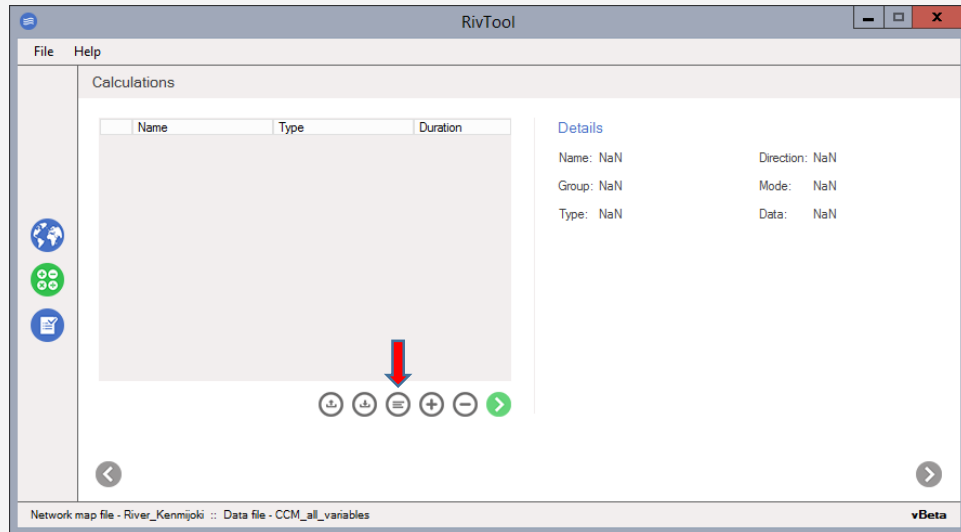 RivTool
File Help
Calculations
Name Type Duration
Details
Name: NaN Direction: NaN
Group: NaN Mode: NaN
Type: NaN Data: NaN
Network map file - River_Kenmijoki :: Data file - CCM_all_variables vBeta